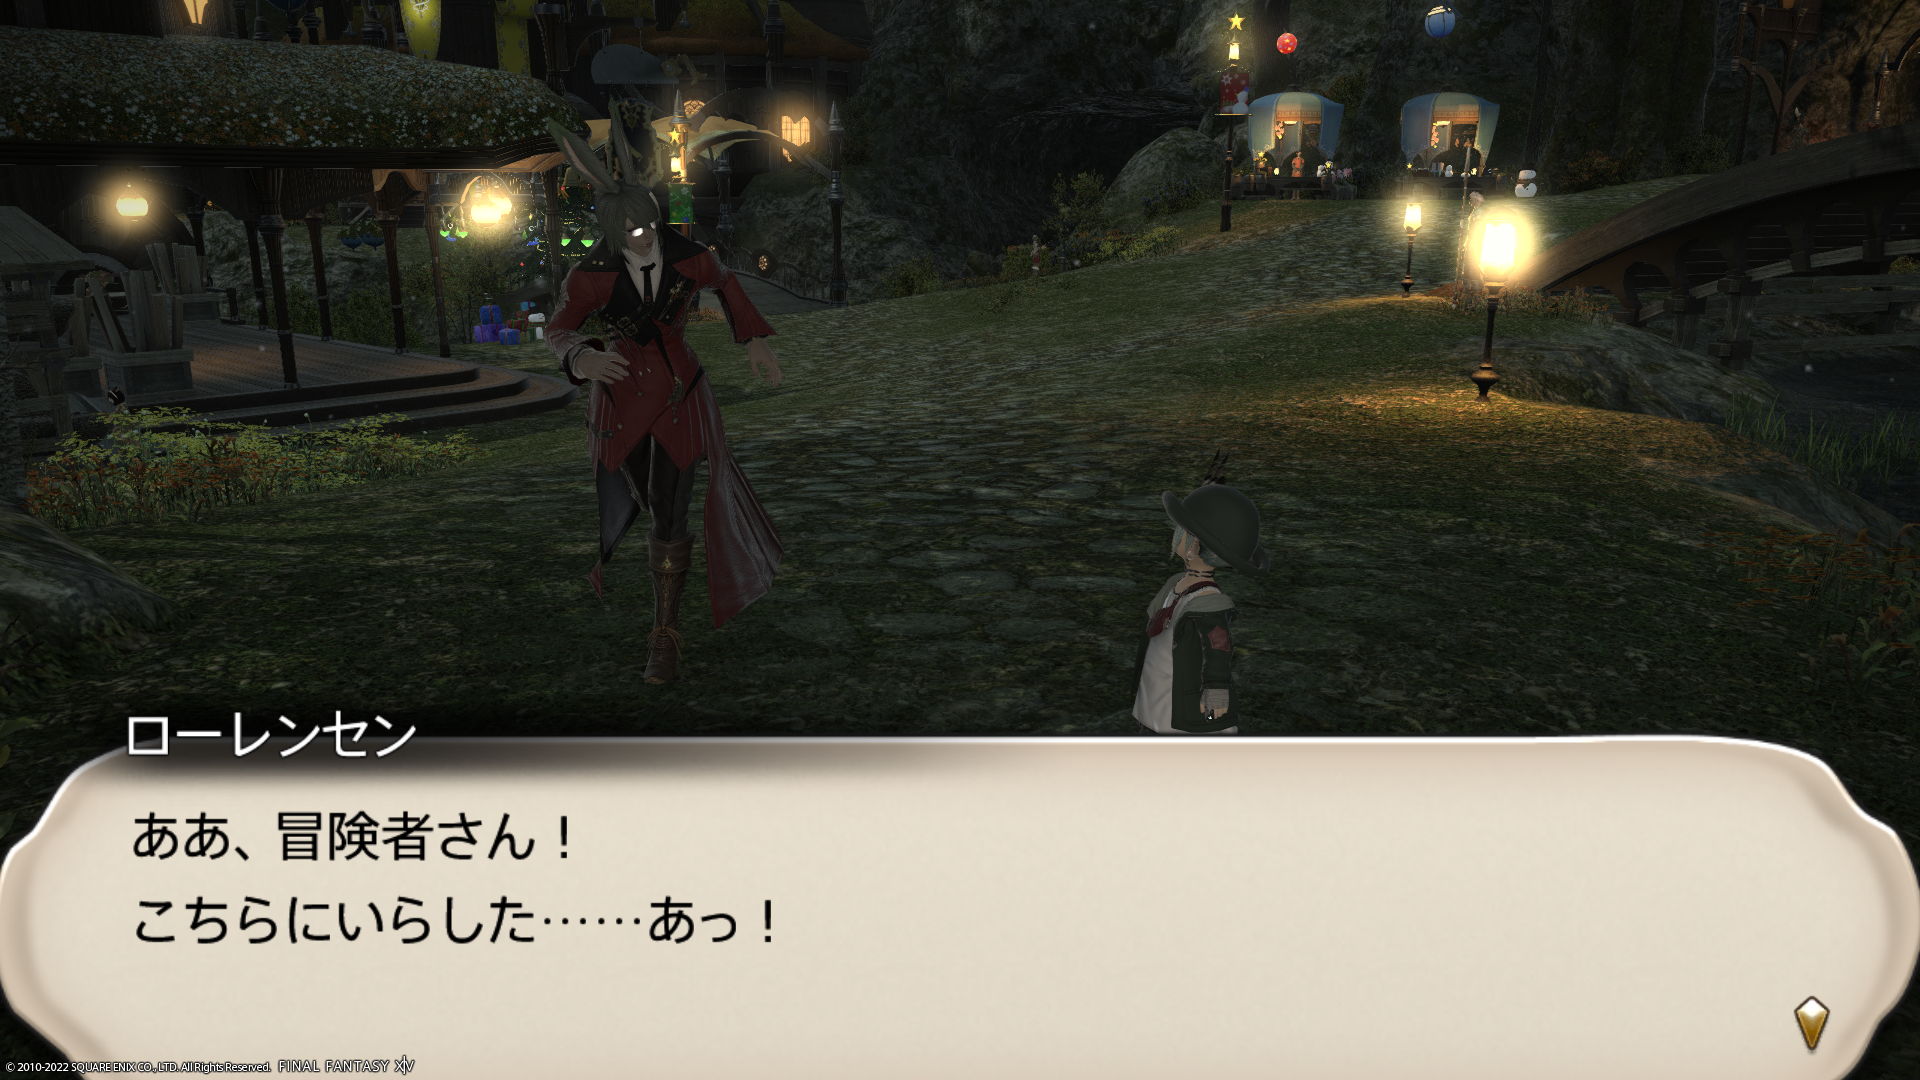 ローレンセン
ああ、冒険者さん！
こちらにいらした……あっ！
© 2010-2022 SQUARE ENIX CO., LTD. All Rights Reserved. FINAL FANTASY XIV